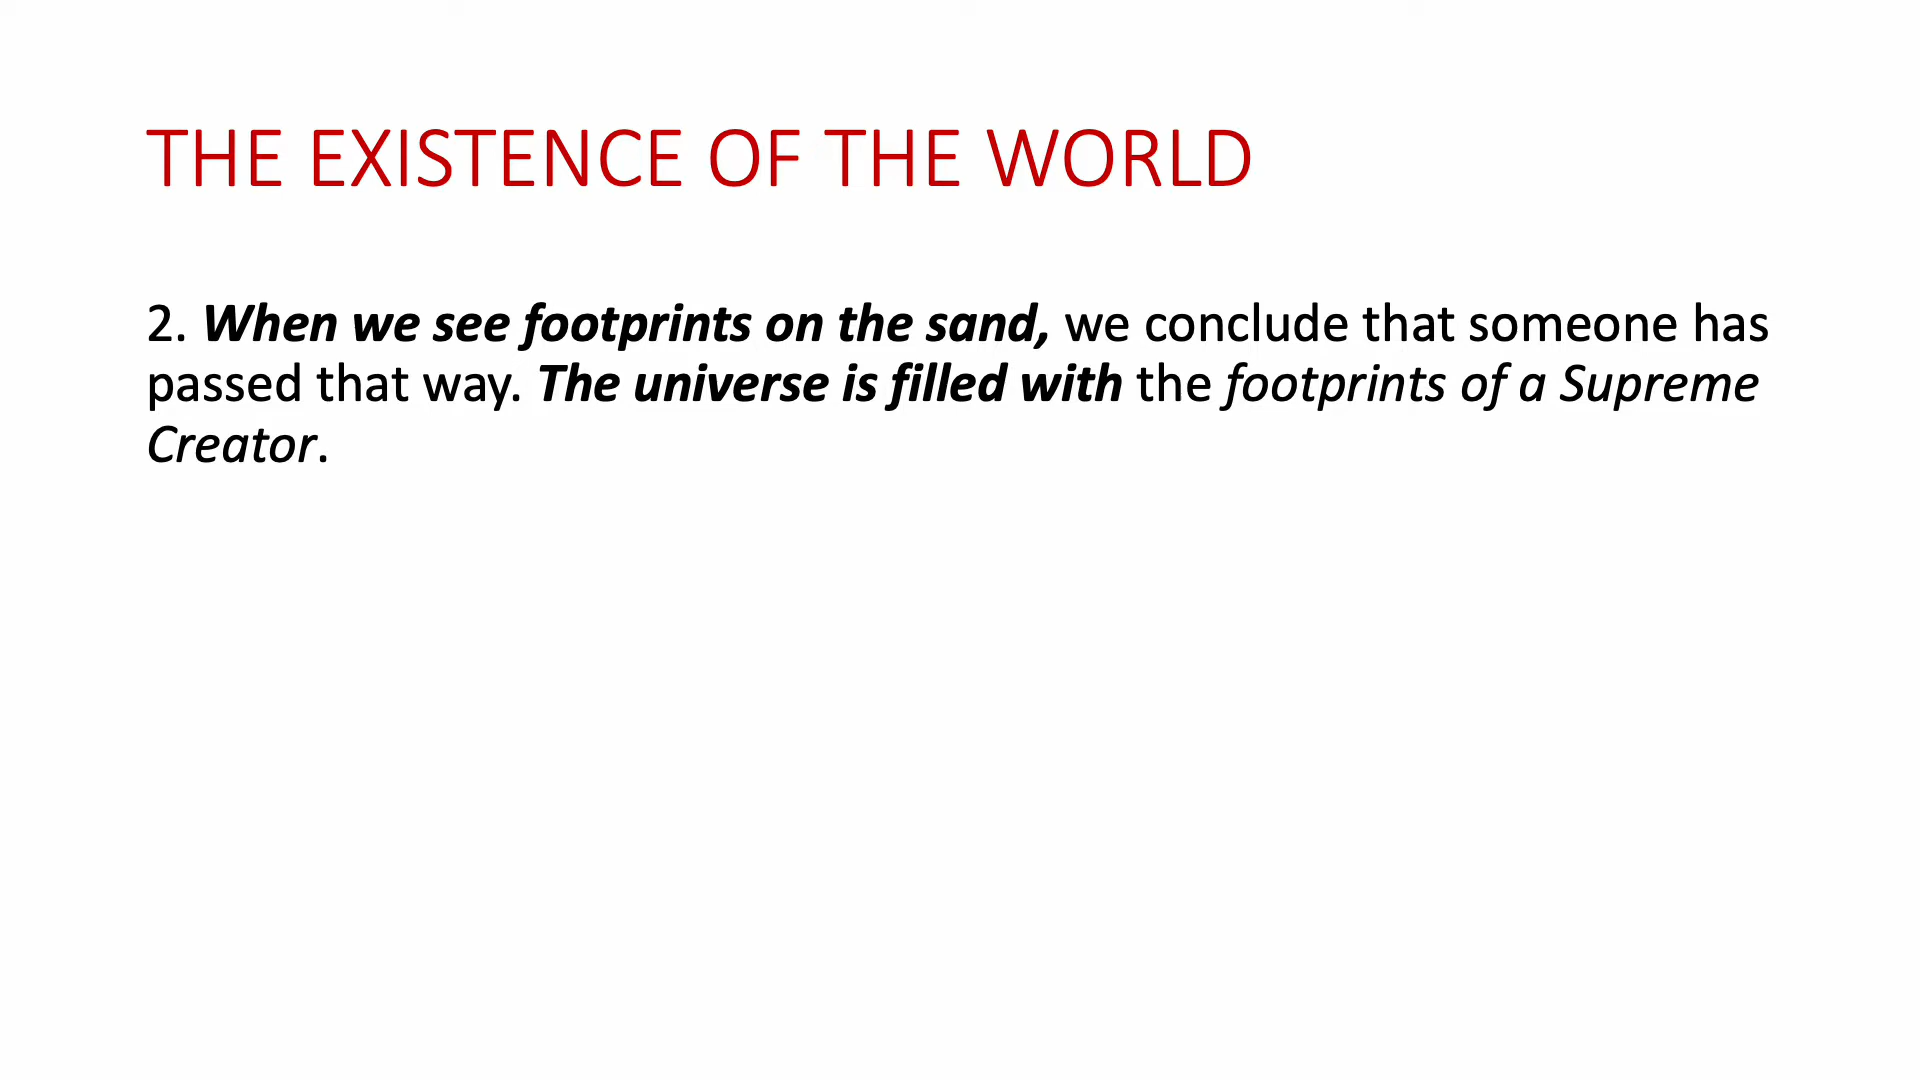 THE EXISTENCE OF THE WORLD
2. When we see footprints on the sand, we conclude that someone has
passed that way. The universe is filled with the footprints of a Supreme
Creator.